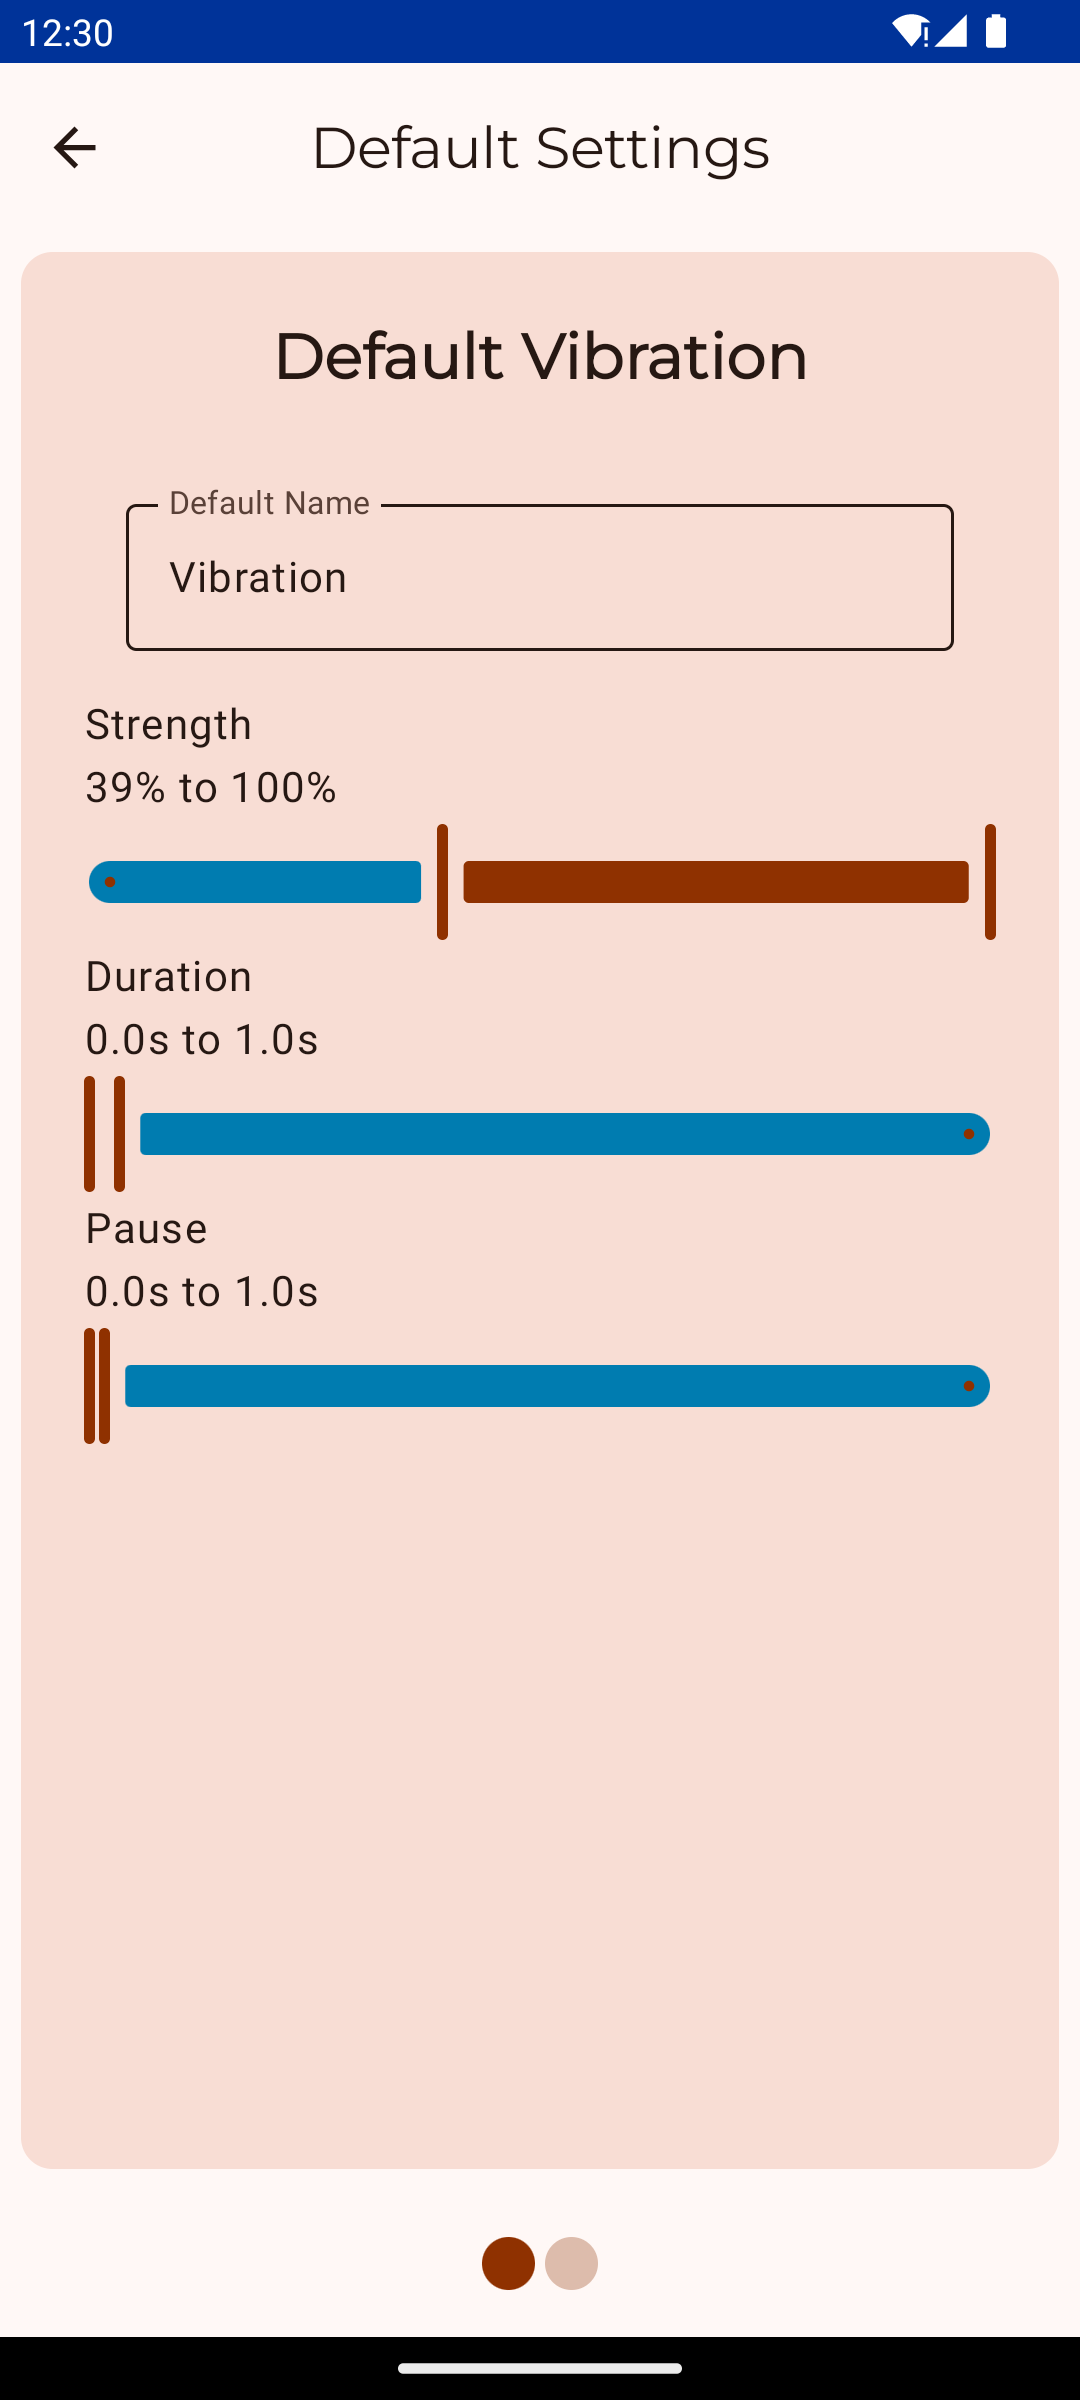 12:30
Default Settings
Default Vibration
Default Name
Vibration
Strength
39% to 100%
Duration
0.0s to 1.0s
Pause
0.0s to 1.0s